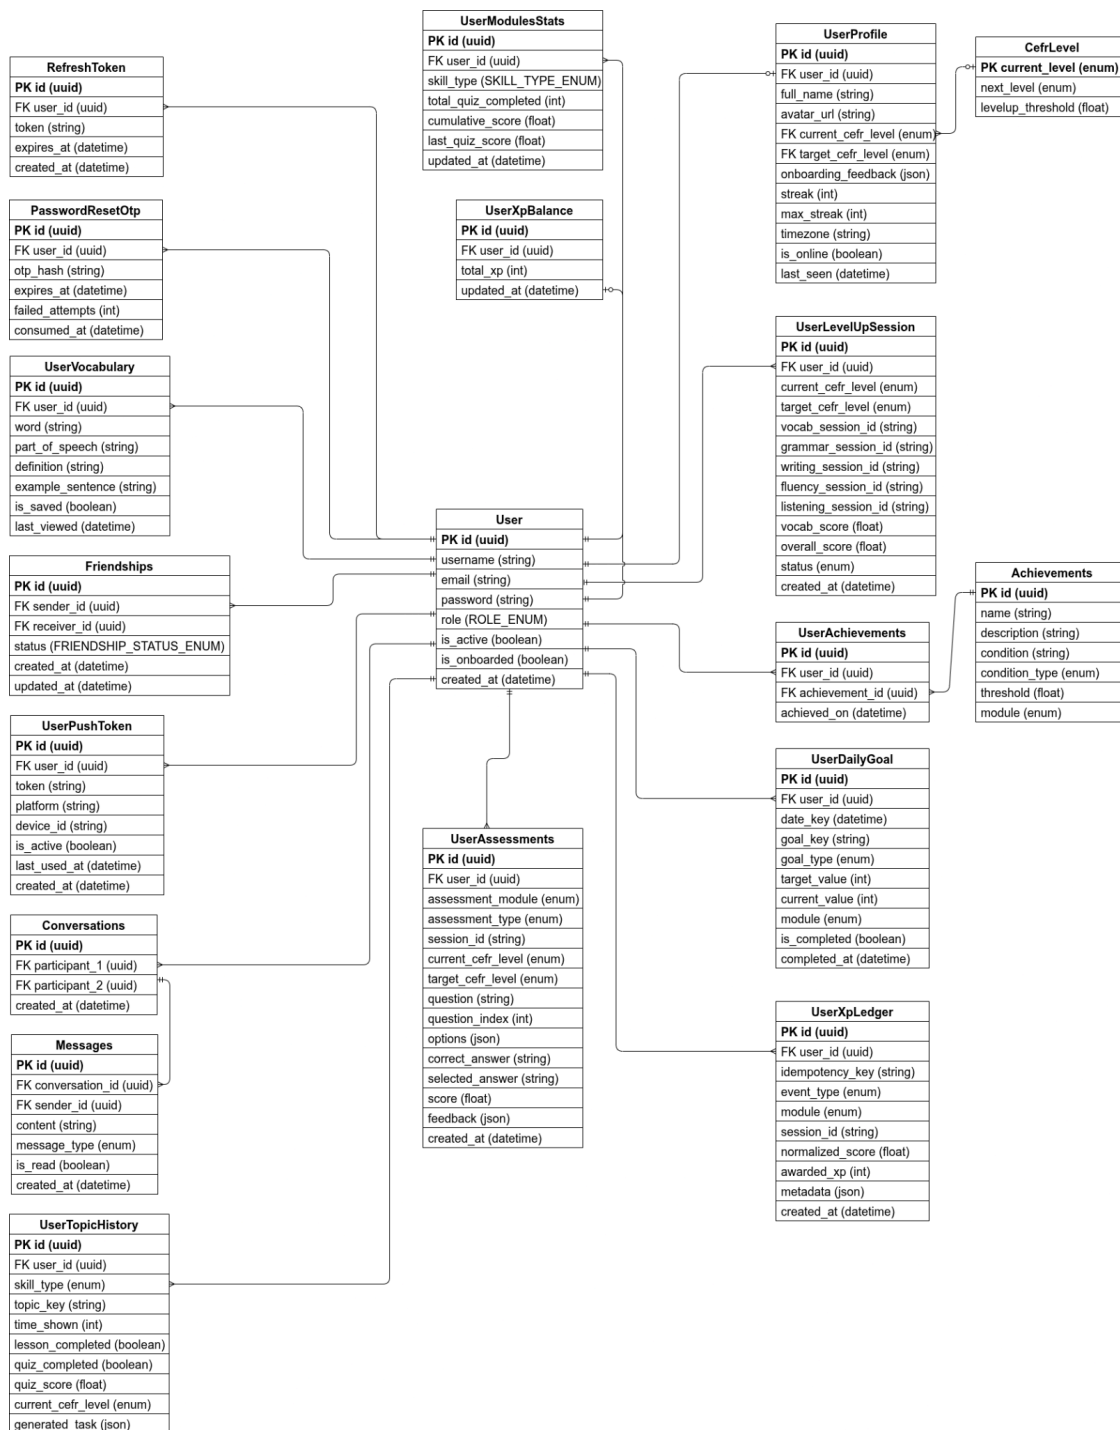 RefreshToken
PK id (uuid)
FK user_id (uuid)
token (string)
expires_at (datetime)
created_at (datetime)
PasswordResetOtp
PK id (uuid)
FK user_id (uuid)
otp_hash (string)
expires_at (datetime)
failed_attempts (int)
consumed_at (datetime)
UserVocabulary
PK id (uuid)
FK user_id (uuid)
word (string)
part_of_speech (string)
definition (string)
example_sentence (string)
is_saved (boolean)
last_viewed (datetime)
Friendships
PK id (uuid)
FK sender_id (uuid)
FK receiver_id (uuid)
status (FRIENDSHIP_STATUS_ENUM)
created_at (datetime)
updated_at (datetime)
UserPushToken
PK id (uuid)
FK user_id (uuid)
token (string)
platform (string)
device_id (string)
is_active (boolean)
last_used_at (datetime)
created_at (datetime)
Conversations
PK id (uuid)
FK participant_1 (uuid)
FK participant_2 (uuid)
created_at (datetime)
Messages
PK id (uuid)
FK conversation_id (uuid)
FK sender_id (uuid)
content (string)
message_type (enum)
is_read (boolean)
created_at (datetime)
UserTopicHistory
PK id (uuid)
FK user_id (uuid)
skill_type (enum)
topic_key (string)
time_shown (int)
lesson_completed (boolean)
quiz_completed (boolean)
quiz_score (float)
current_cefr_level (enum)
generated_task (json)
UserModulesStats
PK id (uuid)
FK user_id (uuid)
skill_type (SKILL_TYPE_ENUM)
total_quiz_completed (int)
cumulative_score (float)
last_quiz_score (float)
updated_at (datetime)
UserXpBalance
PK id (uuid)
FK user_id (uuid)
total_xp (int)
updated_at (datetime)
User
PK id (uuid)
username (string)
email (string)
password (string)
role (ROLE_ENUM)
is_active (boolean)
is_onboarded (boolean)
created_at (datetime)
UserAssessments
PK id (uuid)
FK user_id (uuid)
assessment_module (enum)
assessment_type (enum)
session_id (string)
current_cefr_level (enum)
target_cefr_level (enum)
question (string)
question_index (int)
options (json)
correct_answer (string)
selected_answer (string)
score (float)
feedback (json)
created_at (datetime)
UserProfile
PK id (uuid)
FK user_id (uuid)
full_name (string)
avatar_url (string)
FK current_cefr_level (enum)
FK target_cefr_level (enum)
onboarding_feedback (json)
streak (int)
max_streak (int)
timezone (string)
is_online (boolean)
last_seen (datetime)
CefrLevel
PK current_level (enum)
next_level (enum)
levelup_threshold (float)
UserLevelUpSession
PK id (uuid)
FK user_id (uuid)
current_cefr_level (enum)
target_cefr_level (enum)
vocab_session_id (string)
grammar_session_id (string)
writing_session_id (string)
fluency_session_id (string)
listening_session_id (string)
vocab_score (float)
overall_score (float)
status (enum)
created_at (datetime)
UserAchievements
PK id (uuid)
FK user_id (uuid)
FK achievement_id (uuid)
achieved_on (datetime)
Achievements
PK id (uuid)
name (string)
description (string)
condition (string)
condition_type (enum)
threshold (float)
module (enum)
UserDailyGoal
PK id (uuid)
FK user_id (uuid)
date_key (datetime)
goal_key (string)
goal_type (enum)
target_value (int)
current_value (int)
module (enum)
is_completed (boolean)
completed_at (datetime)
UserXpLedger
PK id (uuid)
FK user_id (uuid)
idempotency_key (string)
event_type (enum)
module (enum)
session_id (string)
normalized_score (float)
awarded_xp (int)
metadata (json)
created_at (datetime)